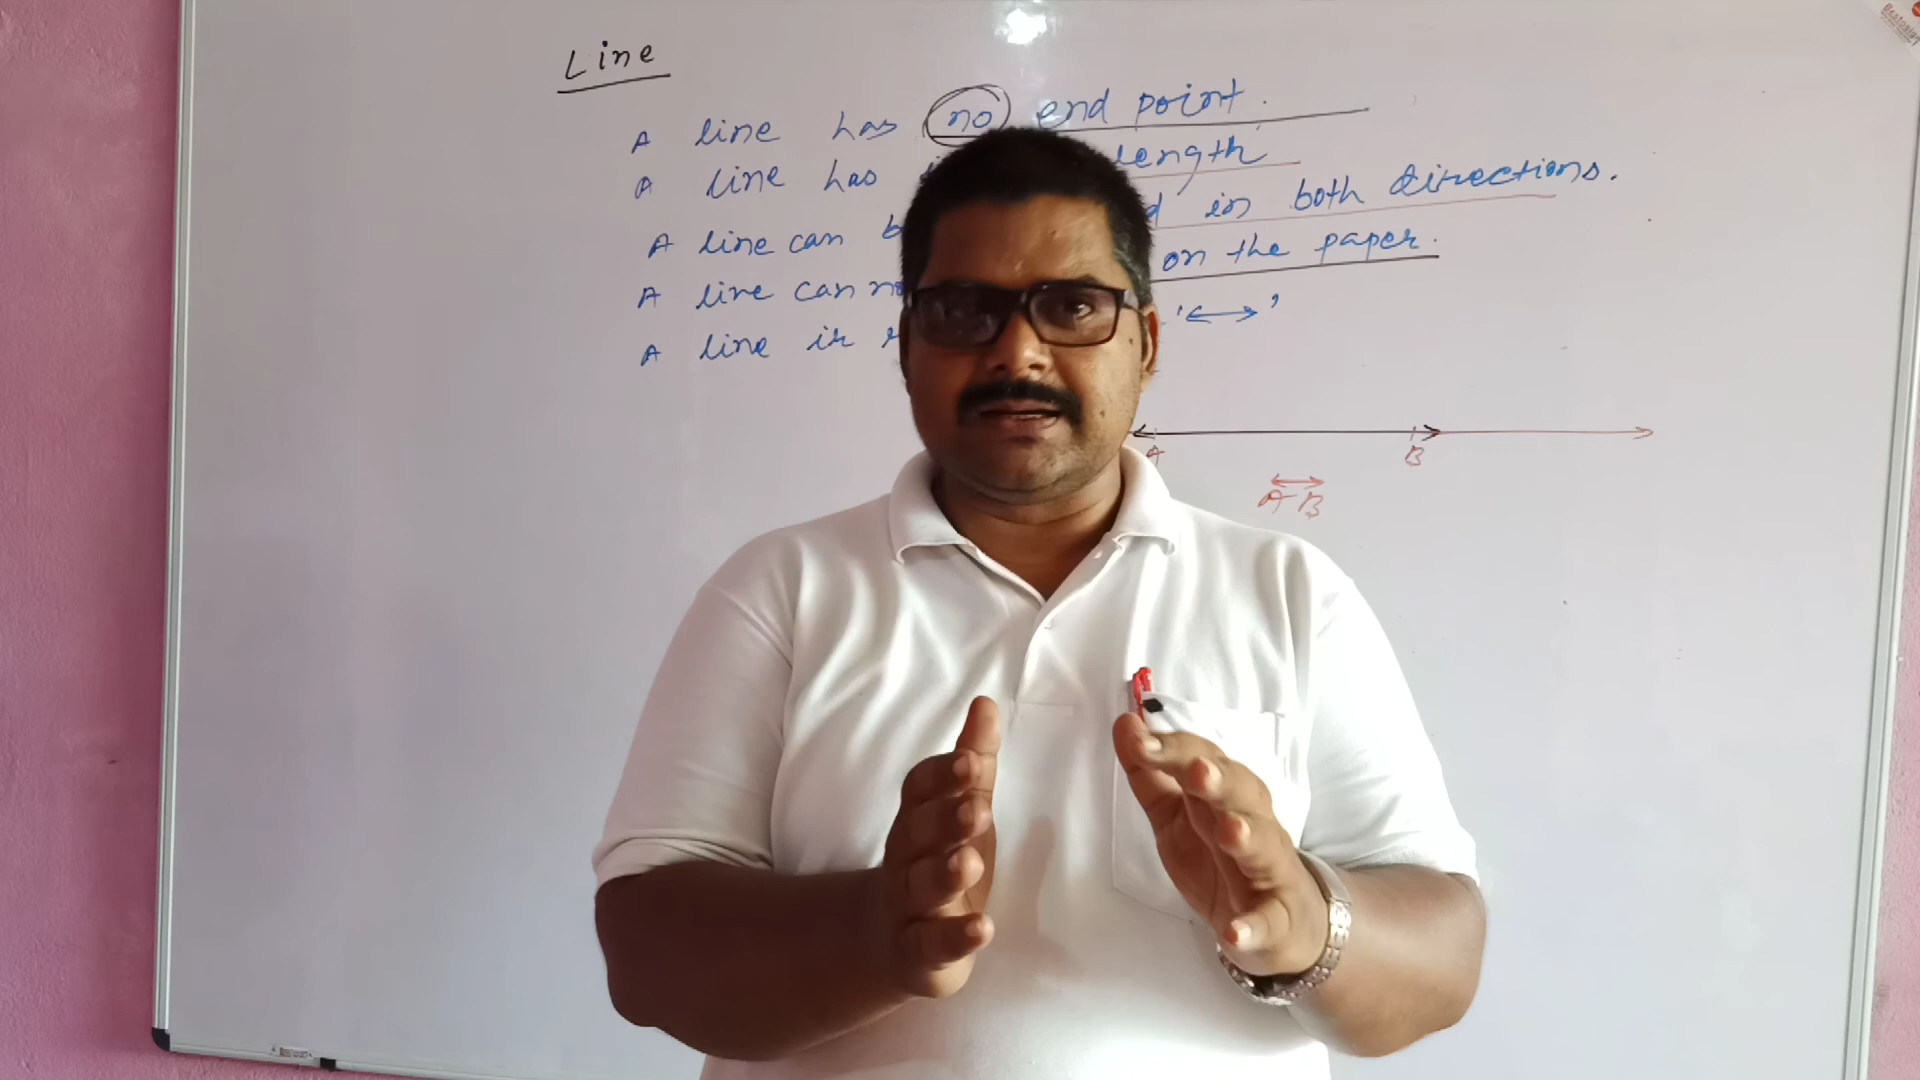 Line
A line has no end point.
A line has length
A line can in both directions.
A line can on the paper.
A line is '⟷'
A B
AB